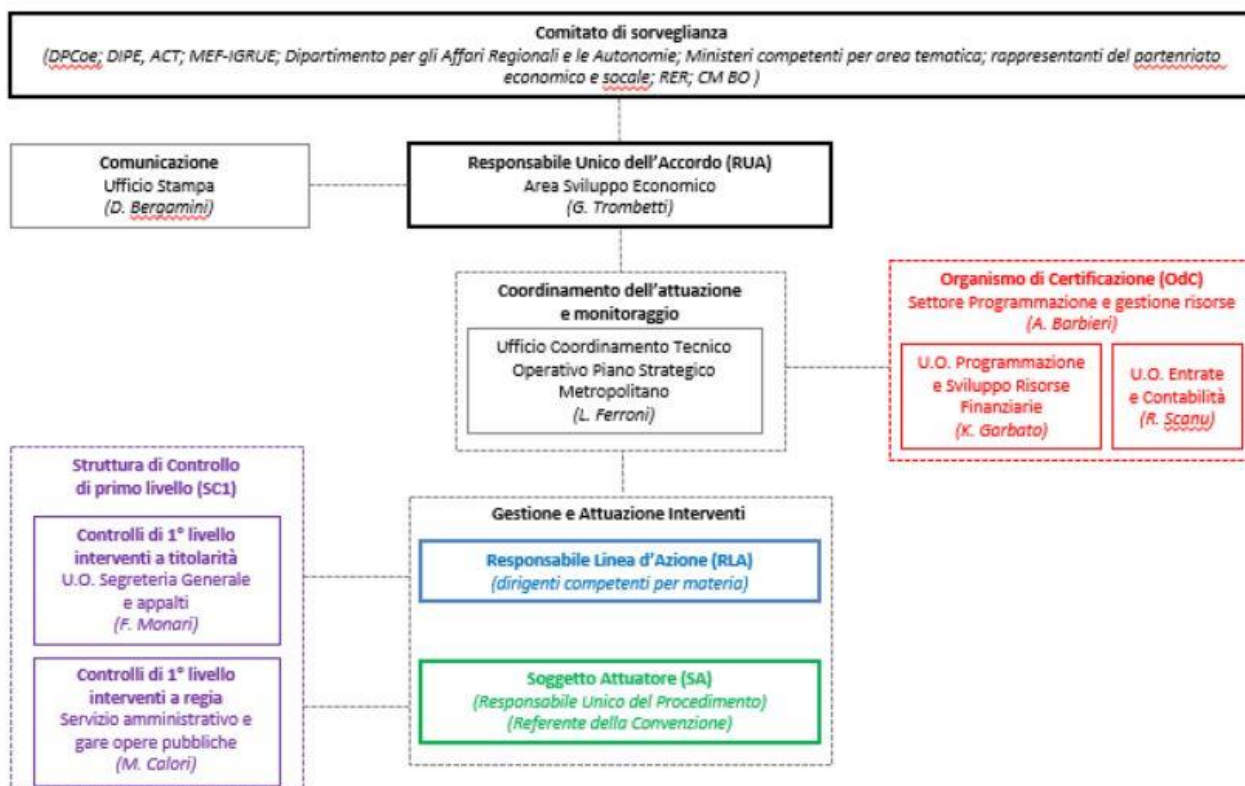 Comitato di sorveglianza
(DPCoe; DIPE, ACT; MEF-IGRUE; Dipartimento per gli Affari Regionali e le Autonomie; Ministeri competenti per area tematica; rappresentanti del partenriato
economico e socale; RER; CM BO )
Comunicazione
Ufficio Stampa
(D. Bergamini)
Responsabile Unico dell'Accordo (RUA)
Area Sviluppo Economico
(G. Trombetti)
Coordinamento dell'attuazione
e monitoraggio
Ufficio Coordinamento Tecnico
Operativo Piano Strategico
Metropolitano
(L. Ferroni)
Organismo di Certificazione (OdC)
Settore Programmazione e gestione risorse
(A. Barbieri)
U.O. Programmazione
e Sviluppo Risorse
Finanziarie
(K. Garbato)
U.O. Entrate
e Contabilità
(R. Scanu)
Struttura di Controllo
di primo livello (SC1)
Controlli di 1° livello
interventi a titolarità
U.O. Segreteria Generale
e appalti
(F. Monari)
Controlli di 1° livello
interventi a regia
Servizio amministrativo e
gare opere pubbliche
(M. Calori)
Gestione e Attuazione Interventi
Responsabile Linea d'Azione (RLA)
(dirigenti competenti per materia)
Soggetto Attuatore (SA)
(Responsabile Unico del Procedimento)
(Referente della Convenzione)